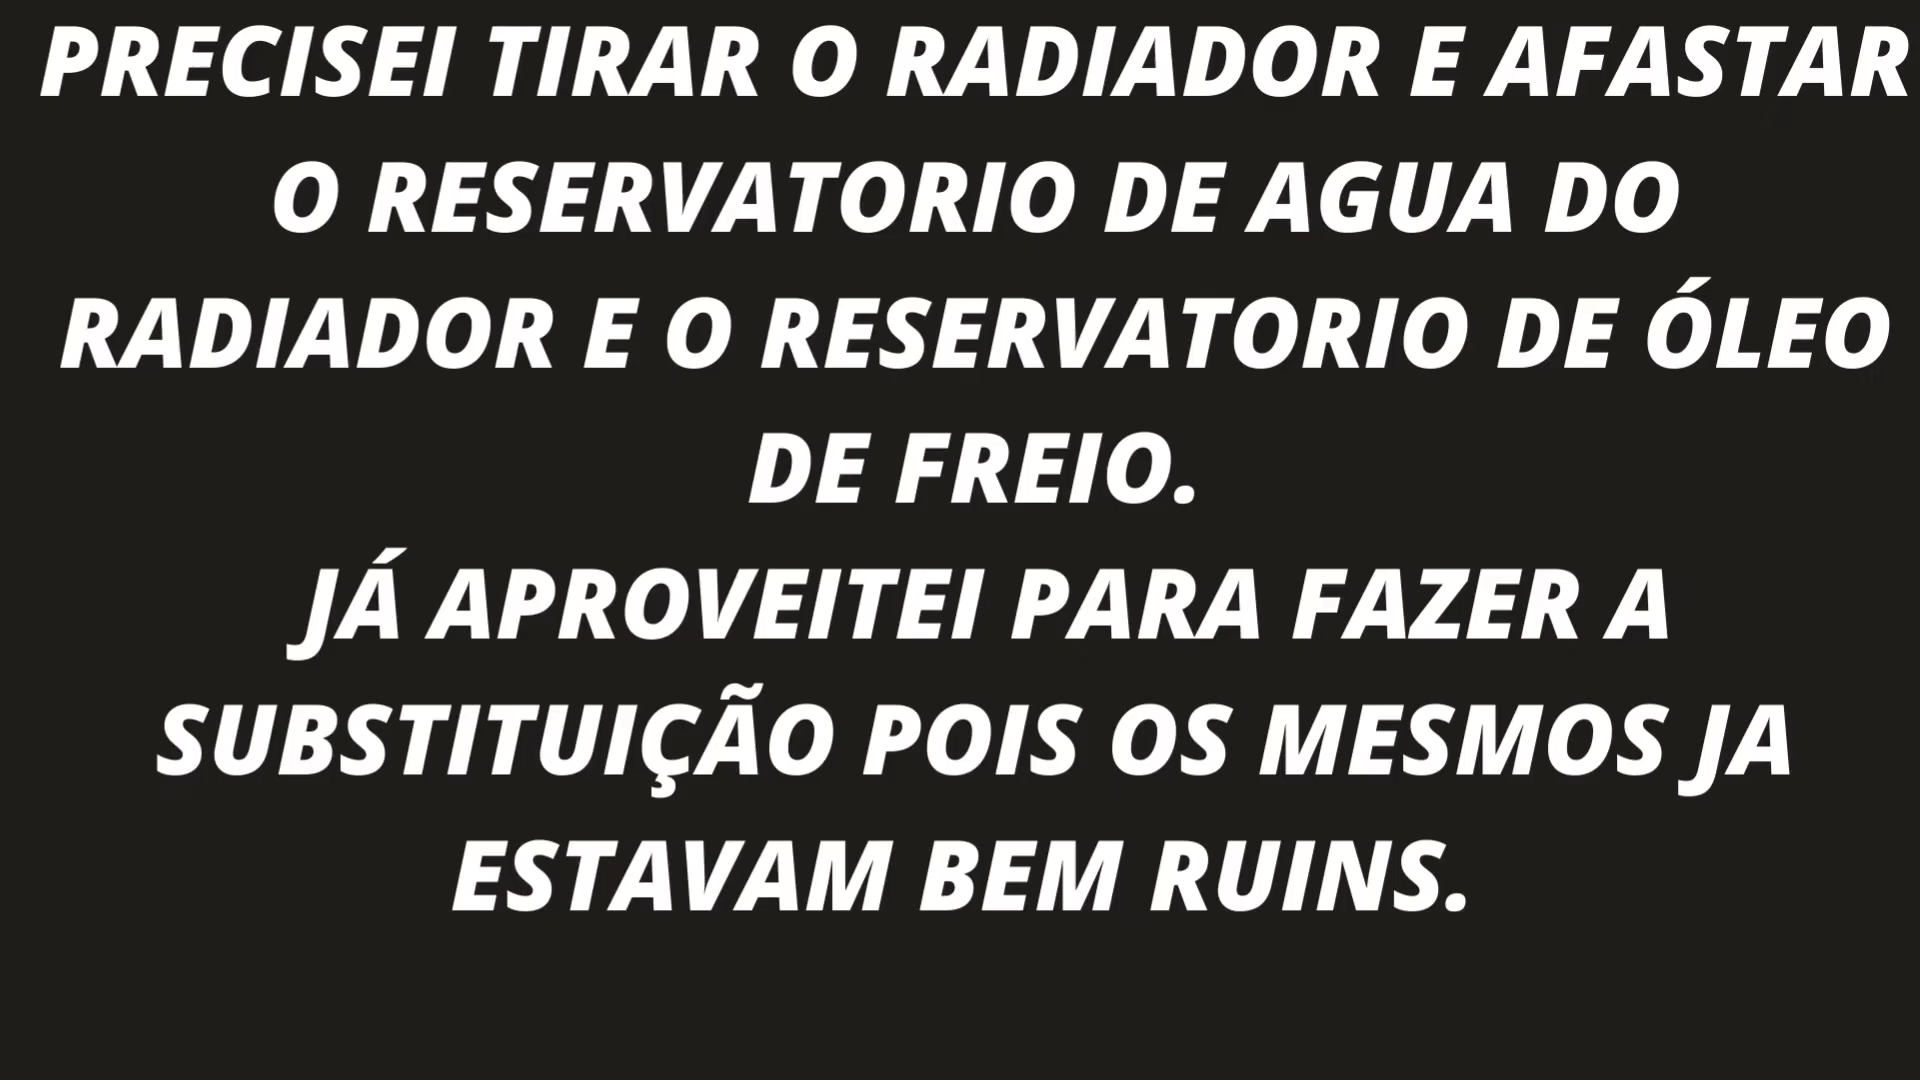 PRECISEI TIRAR O RADIADOR E AFASTAR
O RESERVATORIO DE AGUA DO
RADIADOR E O RESERVATORIO DE ÓLEO
DE FREIO.
JÁ APROVEITEI PARA FAZER A
SUBSTITUIÇÃO POIS OS MESMOS JA
ESTAVAM BEM RUINS.